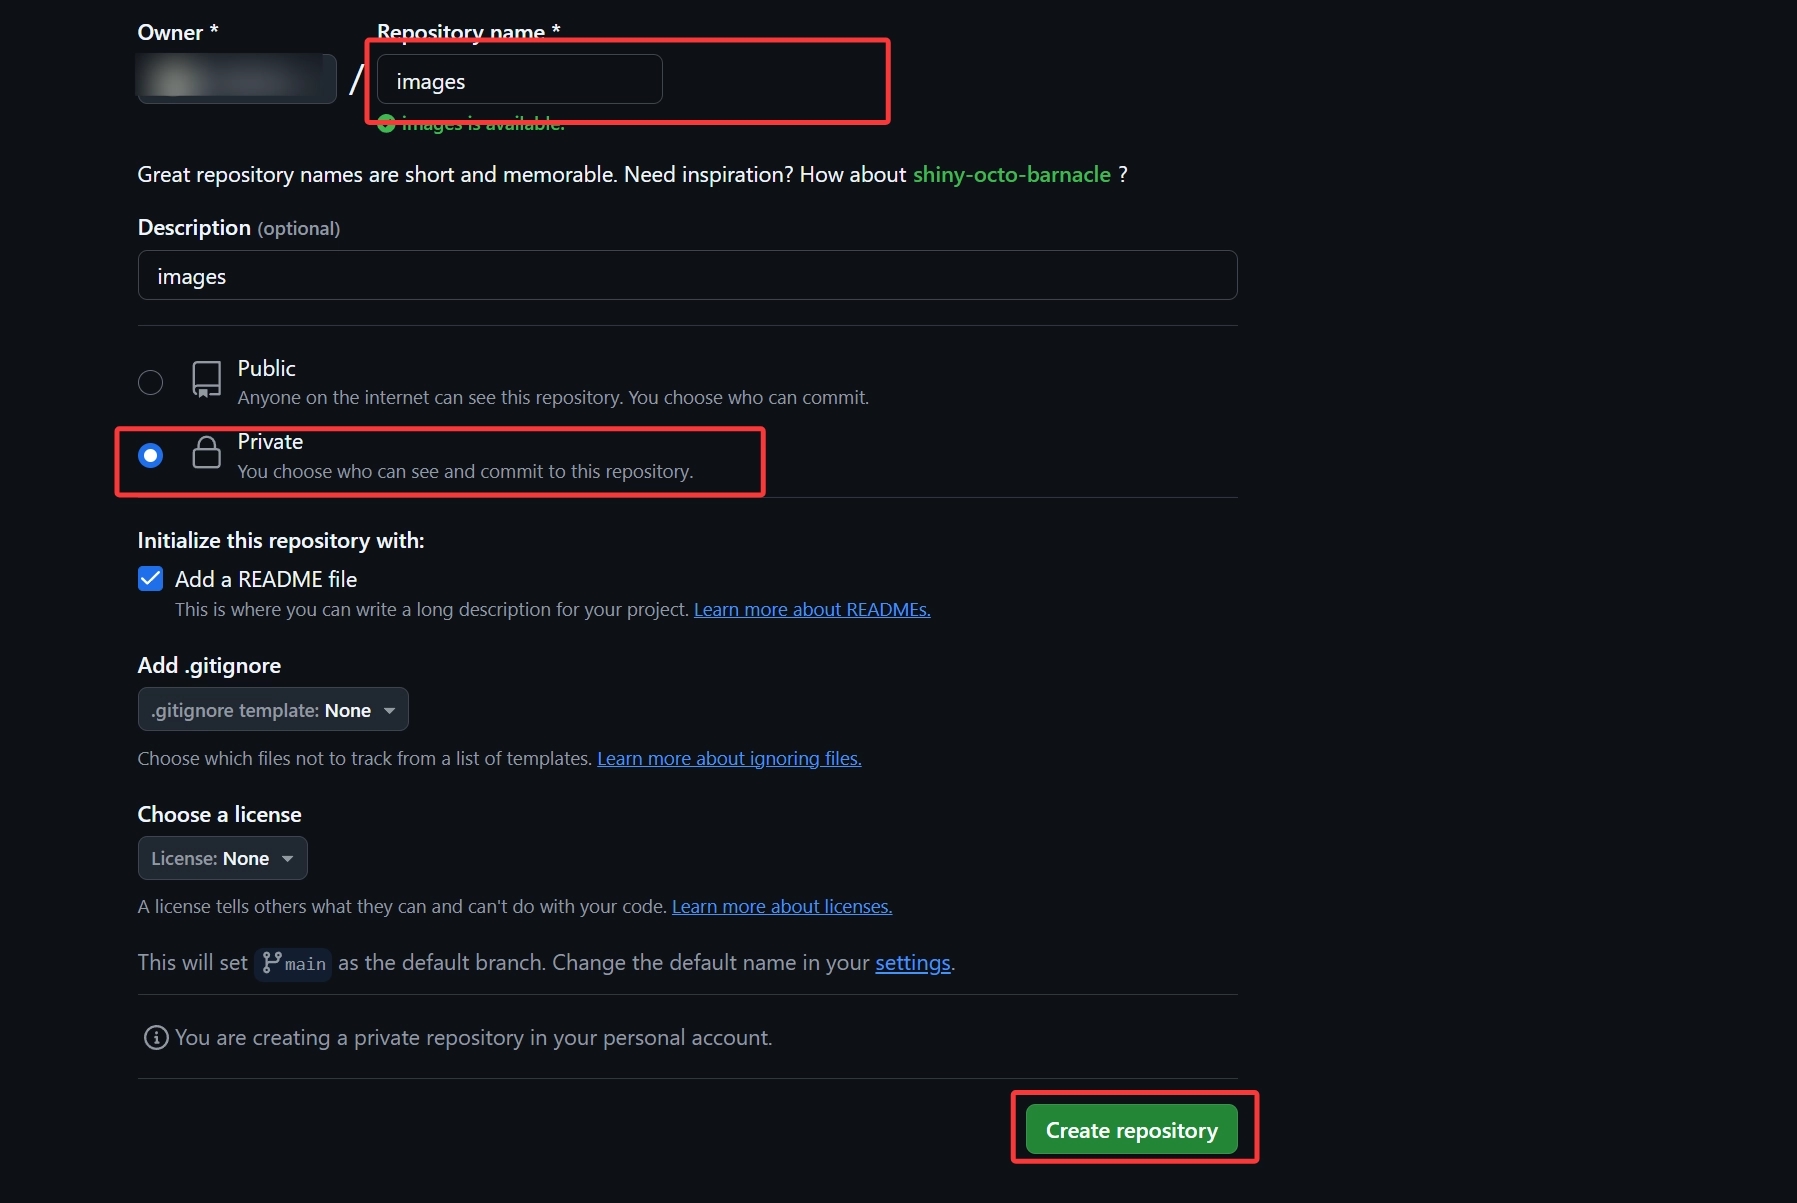 Owner *
Repository name *
/
images
images is available.
Great repository names are short and memorable. Need inspiration? How about shiny-octo-barnacle ?
Description (optional)
images
Public
Anyone on the internet can see this repository. You choose who can commit.
Private
You choose who can see and commit to this repository.
Initialize this repository with:
Add a README file
This is where you can write a long description for your project. Learn more about READMEs.
Add .gitignore
.gitignore template: None
Choose which files not to track from a list of templates. Learn more about ignoring files.
Choose a license
License: None
A license tells others what they can and can't do with your code. Learn more about licenses.
This will set main as the default branch. Change the default name in your settings.
You are creating a private repository in your personal account.
Create repository